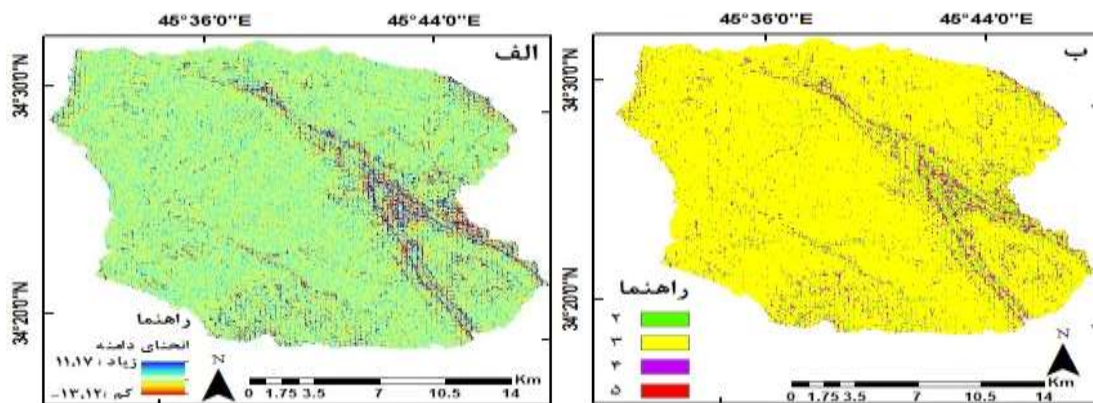 45°36'0"E 45°44'0"E
الف
34°30'0"N
34°20'0"N
راهنما
انحنای دامنه
زیاد : ۱۱,۱۷
کم : ۱۳,۱۲-
N
Km
0 1.75 3.5 7 10.5 14
45°36'0"E 45°44'0"E
ب
34°30'0"N
34°20'0"N
راهنما
۲
۳
۴
۵
N
Km
0 1.75 3.5 7 10.5 14